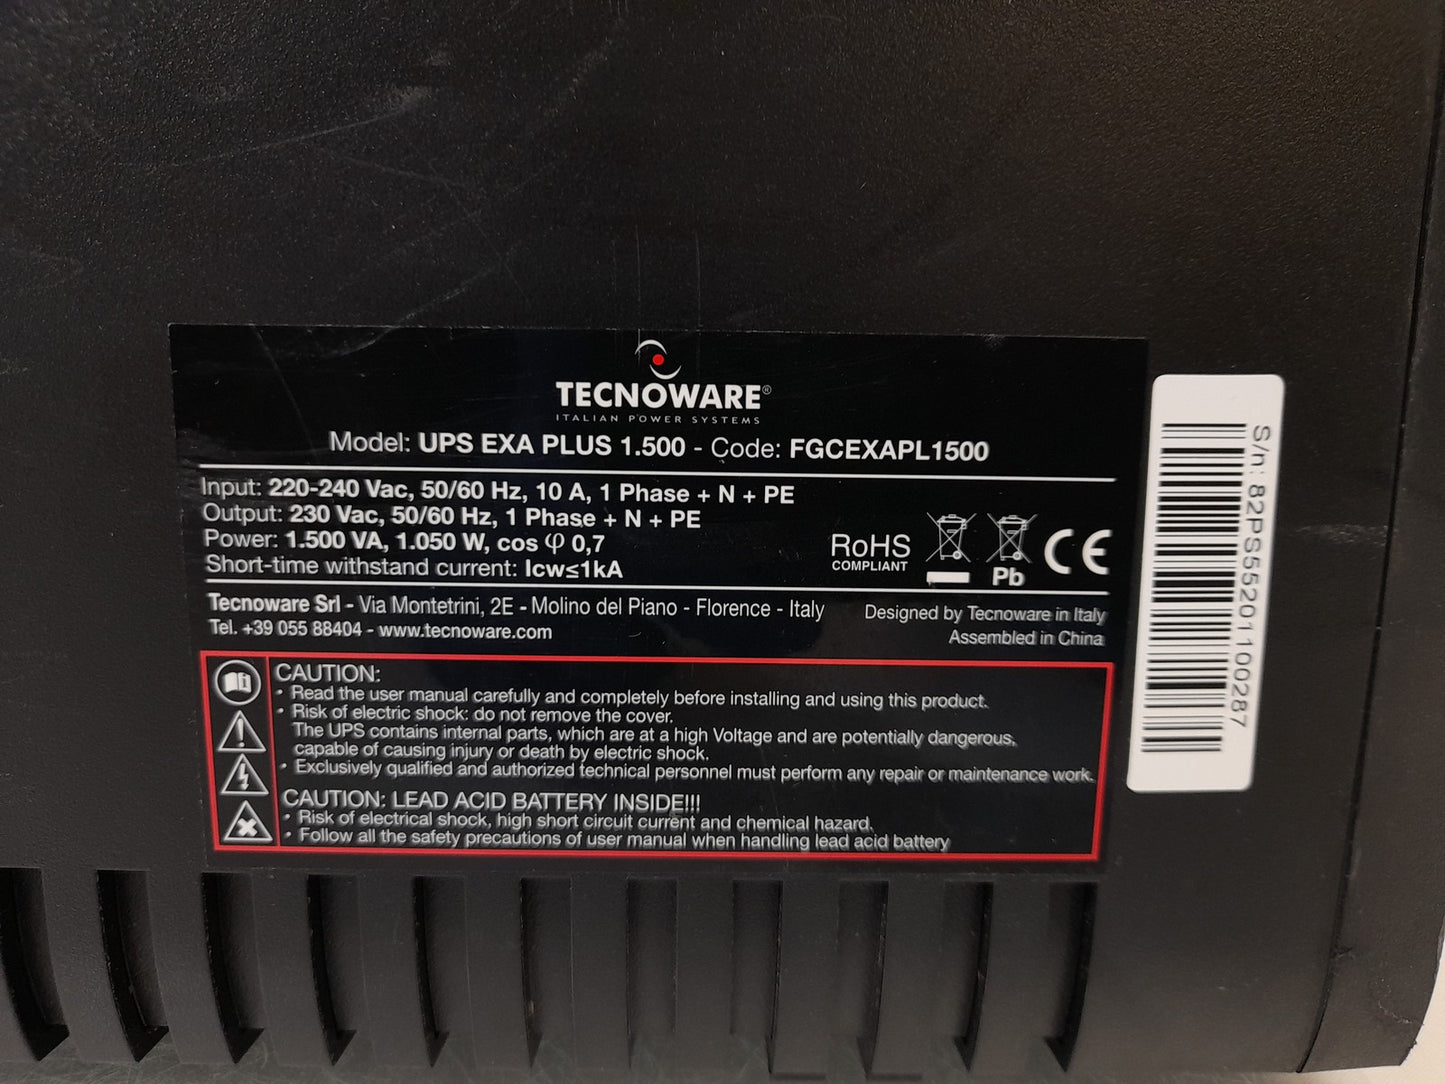 TECNOWARE®
ITALIAN POWER SYSTEMS
Model: UPS EXA PLUS 1.500 - Code: FGCEXAPL1500
Input: 220-240 Vac, 50/60 Hz, 10 A, 1 Phase + N + PE
Output: 230 Vac, 50/60 Hz, 1 Phase + N + PE
Power: 1.500 VA, 1.050 W, cos φ 0,7
Short-time withstand current: Icw≤1kA
RoHS
COMPLIANT
Pb
CE
Tecnoware Srl - Via Montetrini, 2E - Molino del Piano - Florence - Italy
Tel. +39 055 88404 - www.tecnoware.com
Designed by Tecnoware in Italy
Assembled in China
CAUTION:
• Read the user manual carefully and completely before installing and using this product.
• Risk of electric shock: do not remove the cover.
The UPS contains internal parts, which are at a high Voltage and are potentially dangerous,
capable of causing injury or death by electric shock.
• Exclusively qualified and authorized technical personnel must perform any repair or maintenance work.
CAUTION: LEAD ACID BATTERY INSIDE!!!
• Risk of electrical shock, high short circuit current and chemical hazard.
• Follow all the safety precautions of user manual when handling lead acid battery
S/n: 82PS55201100287